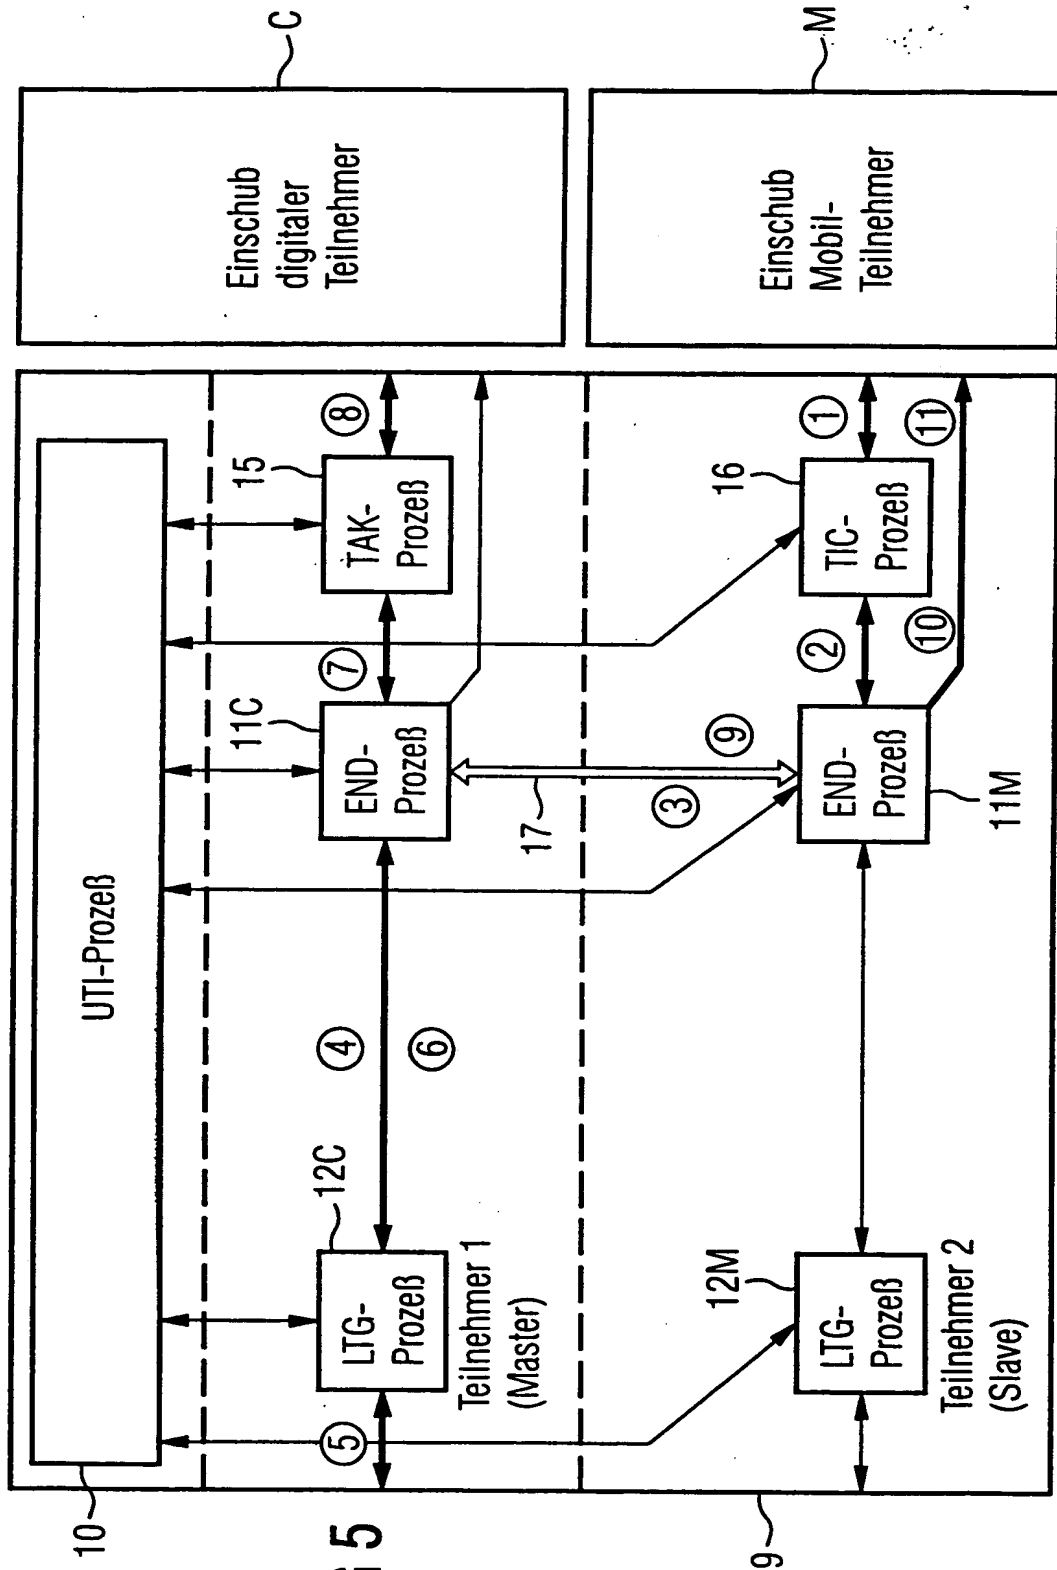 UTI-Prozeß
10
LTG-
Prozeß
12C
Teilnehmer 1
(Master)
5
4
6
END-
Prozeß
11C
7
TAK-
Prozeß
15
8
Einschub
digitaler
Teilnehmer
C
17
3
9
LTG-
Prozeß
12M
Teilnehmer 2
(Slave)
END-
Prozeß
11M
2
10
TIC-
Prozeß
16
1
11
Einschub
Mobil-
Teilnehmer
M
9
5